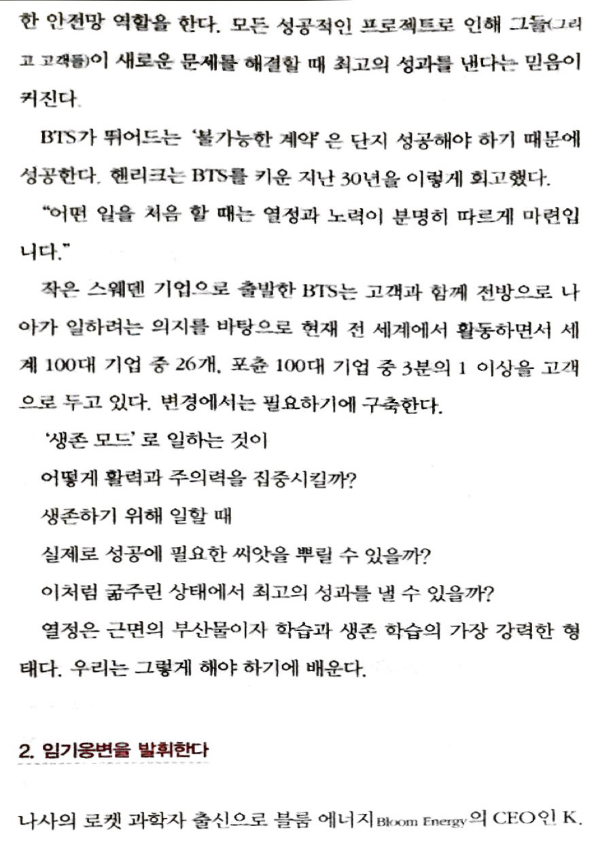 한 안전망 역할을 한다. 모든 성공적인 프로젝트로 인해 그들(그리
고 고객들)이 새로운 문제를 해결할 때 최고의 성과를 낸다는 믿음이
커진다.
BTS가 뛰어드는 ‘불가능한 계약’은 단지 성공해야 하기 때문에
성공한다. 헨리크는 BTS를 키운 지난 30년을 이렇게 회고했다.
“어떤 일을 처음 할 때는 열정과 노력이 분명히 따르게 마련입
니다.”
작은 스웨덴 기업으로 출발한 BTS는 고객과 함께 전방으로 나
아가 일하려는 의지를 바탕으로 현재 전 세계에서 활동하면서 세
계 100대 기업 중 26개, 포춘 100대 기업 중 3분의 1 이상을 고객
으로 두고 있다. 변경에서는 필요하기에 구축한다.
‘생존 모드’로 일하는 것이
어떻게 활력과 주의력을 집중시킬까?
생존하기 위해 일할 때
실제로 성공에 필요한 씨앗을 뿌릴 수 있을까?
이처럼 굶주린 상태에서 최고의 성과를 낼 수 있을까?
열정은 근면의 부산물이자 학습과 생존 학습의 가장 강력한 형
태다. 우리는 그렇게 해야 하기에 배운다.
2. 임기응변을 발휘한다
나사의 로켓 과학자 출신으로 블룸 에너지Bloom Energy의 CEO인 K.